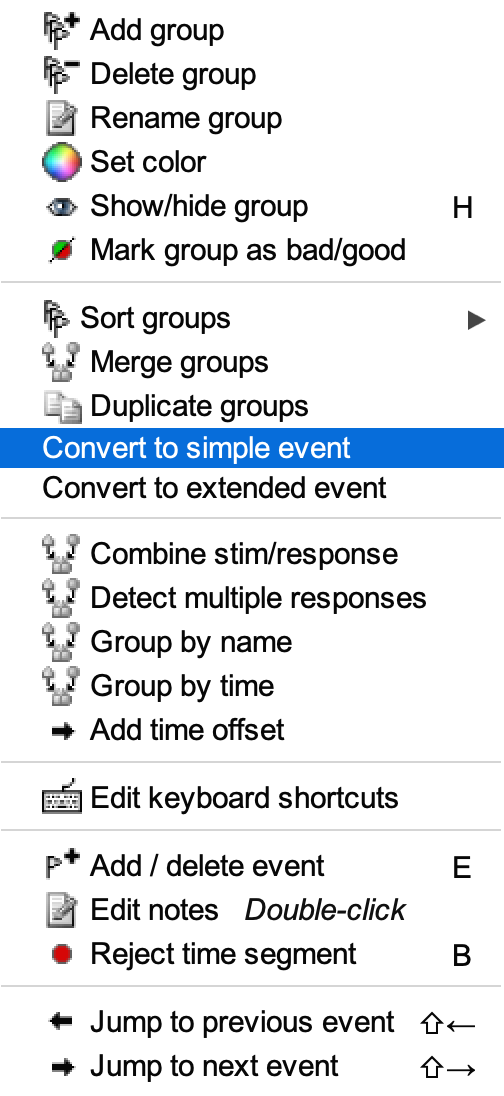 Add group
Delete group
Rename group
Set color
Show/hide group H
Mark group as bad/good
Sort groups ▶
Merge groups
Duplicate groups
Convert to simple event
Convert to extended event
Combine stim/response
Detect multiple responses
Group by name
Group by time
Add time offset
Edit keyboard shortcuts
Add / delete event E
Edit notes Double-click
Reject time segment B
Jump to previous event ⇧←
Jump to next event ⇧→